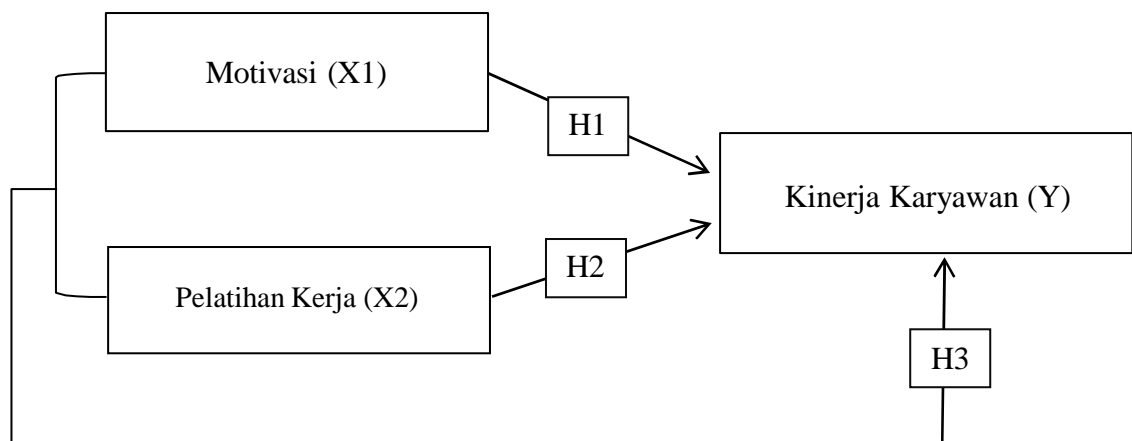 Motivasi (X1)
H1
Kinerja Karyawan (Y)
H2
Pelatihan Kerja (X2)
H3